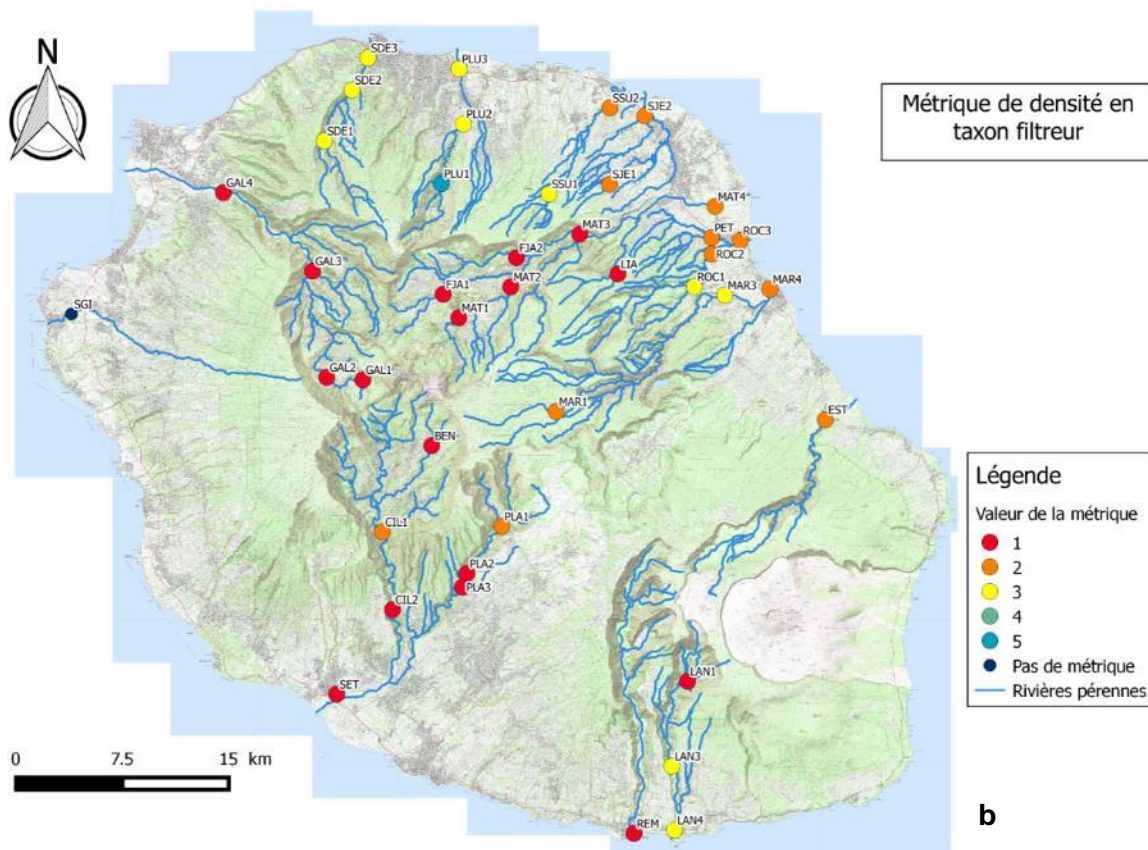 N
Métrique de densité en
taxon filtreur
SDE3
PLU3
SDE2
SSU2
SJE2
PLU2
SDE1
PLU1
SJE1
GAL4
SSU1
MAT4
MAT3
PET
ROC3
FJA2
ROC2
GAL3
LIA
MAT2
ROC1
FJA1
MAR3
MAR4
SGI
MAT1
GAL2
GAL1
MAR1
EST
BEN
CIL1
PLA1
PLA2
PLA3
CIL2
LAN1
SET
LAN3
REM
LAN4
Légende
Valeur de la métrique
1
2
3
4
5
Pas de métrique
Rivières pérennes
0 7.5 15 km
b